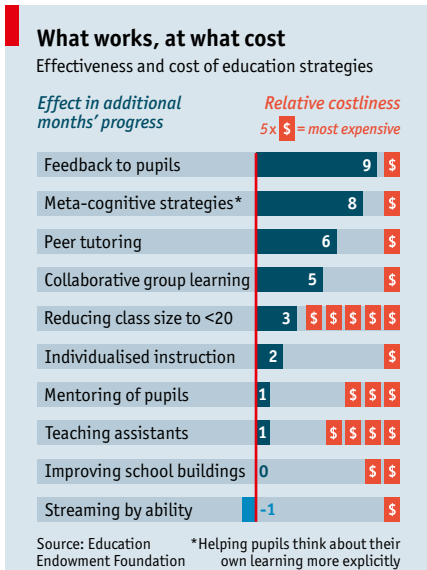 What works, at what cost
Effectiveness and cost of education strategies
Effect in additional months' progress
Relative costliness
5x $ = most expensive
Feedback to pupils 9 $
Meta-cognitive strategies* 8 $
Peer tutoring 6 $
Collaborative group learning 5 $
Reducing class size to <20 3 $ $ $ $ $
Individualised instruction 2 $
Mentoring of pupils 1 $ $ $
Teaching assistants 1 $ $ $ $
Improving school buildings 0 $ $
Streaming by ability -1 $
Source: Education
Endowment Foundation
*Helping pupils think about their
own learning more explicitly